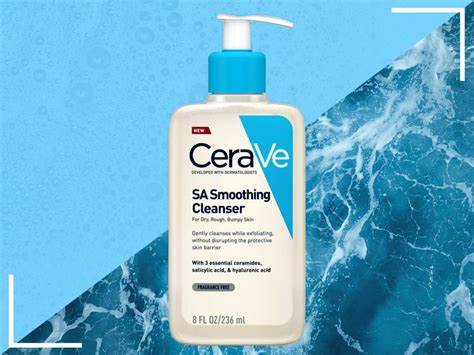 NEW
CeraVe
DEVELOPED WITH DERMATOLOGISTS
SA Smoothing
Cleanser
For Dry, Rough, Bumpy Skin
Gently cleanses while exfoliating,
without disrupting the protective
skin barrier
With 3 essential ceramides,
salicylic acid, & hyaluronic acid
FRAGRANCE FREE
8 FL OZ/236 ml